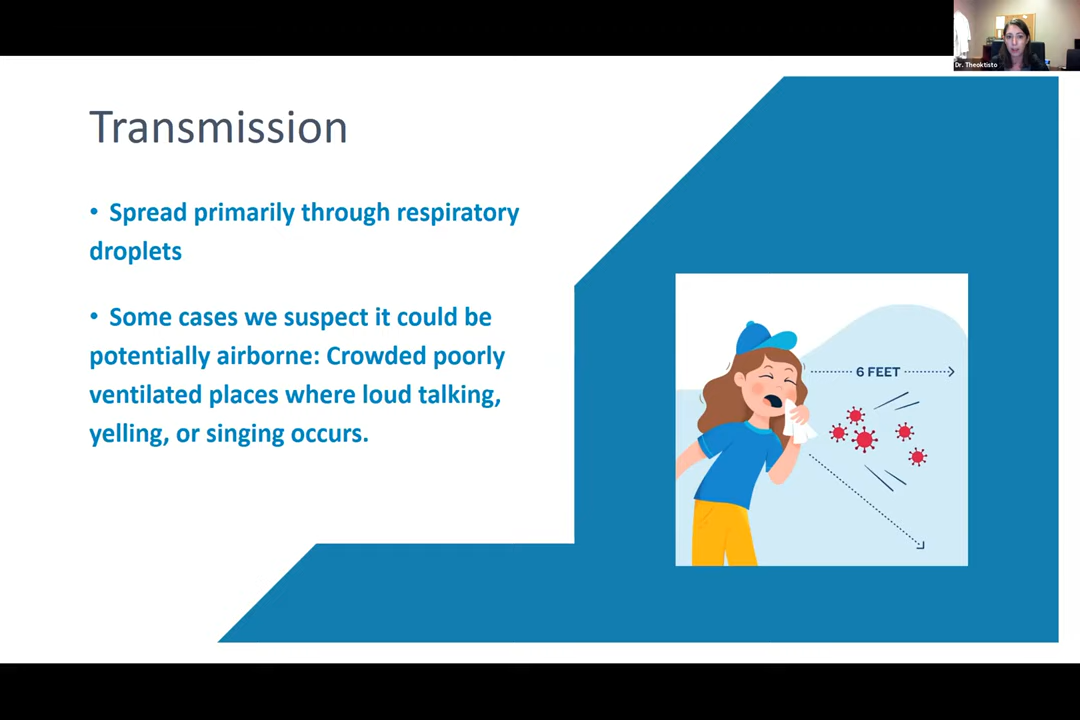 Dr. Theoktisto
Transmission
• Spread primarily through respiratory
droplets
• Some cases we suspect it could be
potentially airborne: Crowded poorly
ventilated places where loud talking,
yelling, or singing occurs.
6 FEET